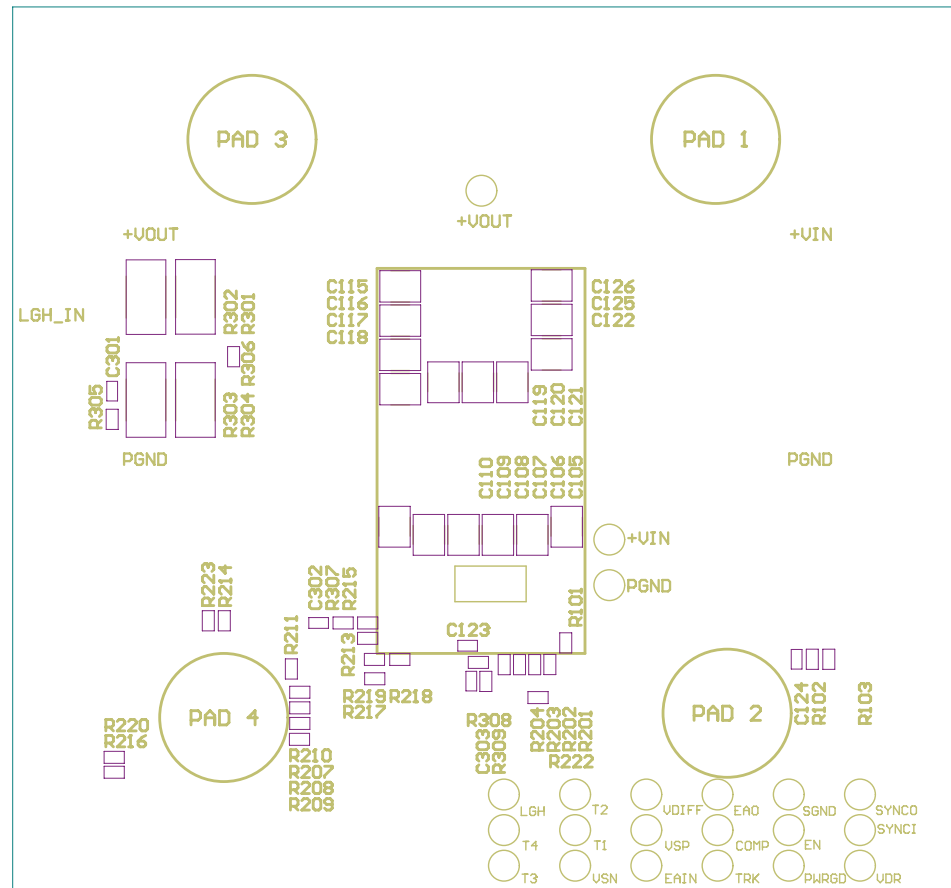 PAD 3
PAD 1
+VOUT
+VOUT
+VIN
LGH_IN
R302
R301
C301
R306
R305
R303
R304
PGND
C115
C116
C117
C118
C126
C125
C122
C119
C120
C121
C110
C109
C108
C107
C106
C105
PGND
+VIN
PGND
R223
R214
C302
R307
R215
R211
R213
C123
R101
R219
R218
R217
PAD 4
PAD 2
C124
R102
R103
R220
R216
R210
R207
R208
R209
R308
C303
R309
R204
R203
R202
R201
R222
LGH
T2
VDIFF
EAO
SGND
SYNCO
T4
T1
VSP
COMP
EN
SYNCI
T3
VSN
EAIN
TRK
PWRGD
VDR